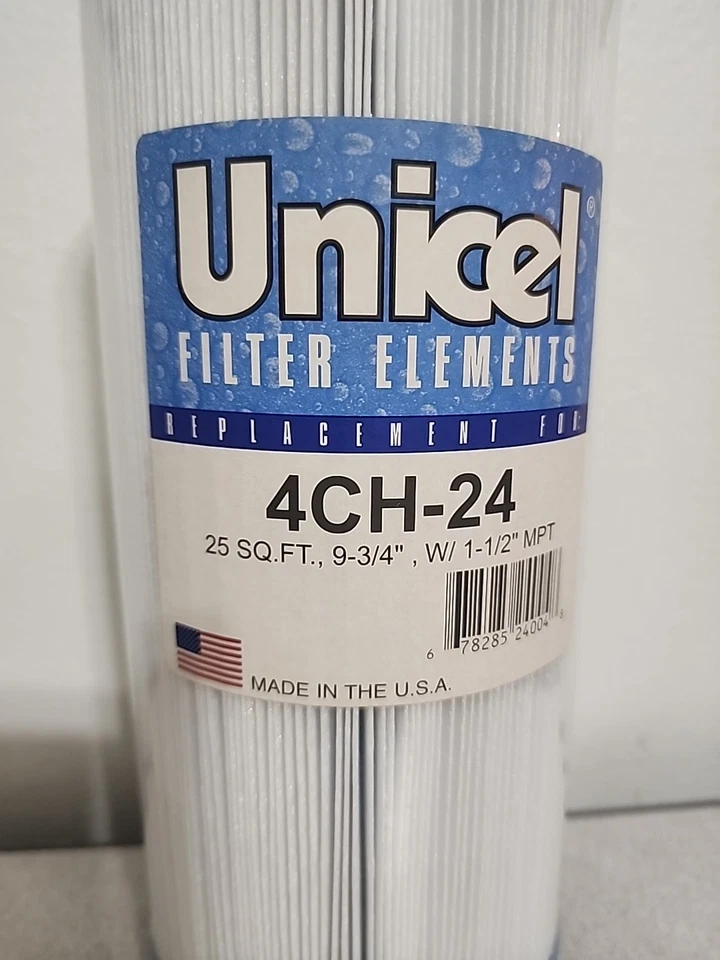 Unicel®
FILTER ELEMENTS
REPLACEMENT FOR:
4CH-24
25 SQ.FT., 9-3/4" , W/ 1-1/2" MPT
6 78285 24004 8
MADE IN THE U.S.A.